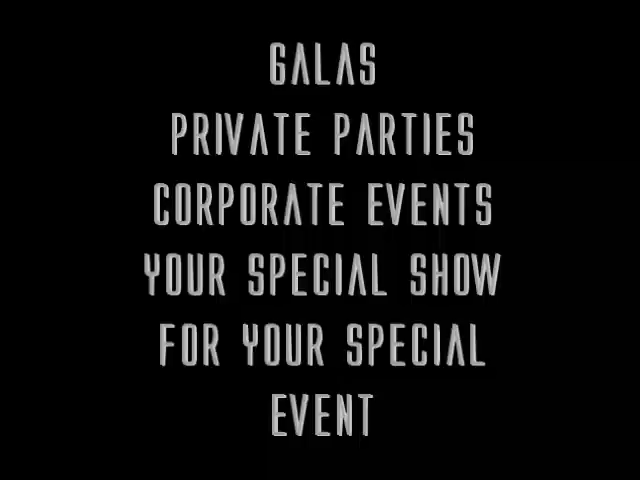 GALAS
PRIVATE PARTIES
CORPORATE EVENTS
YOUR SPECIAL SHOW
FOR YOUR SPECIAL
EVENT